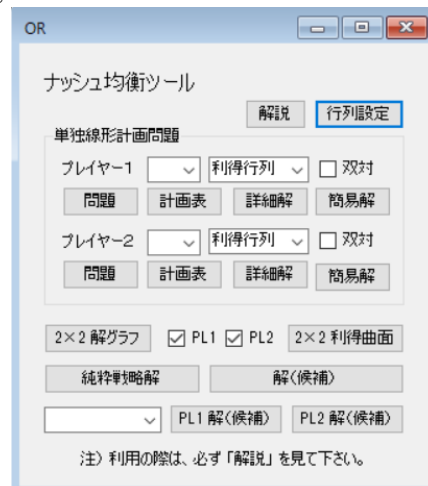 OR
ナッシュ均衡ツール
解説 行列設定
単独線形計画問題
プレイヤー1 利得行列 双対
問題 計画表 詳細解 簡易解
プレイヤー2 利得行列 双対
問題 計画表 詳細解 簡易解
2×2 解グラフ PL1 PL2 2×2 利得曲面
純粋戦略解 解(候補)
PL1 解(候補) PL2 解(候補)
注) 利用の際は、必ず「解説」を見て下さい。